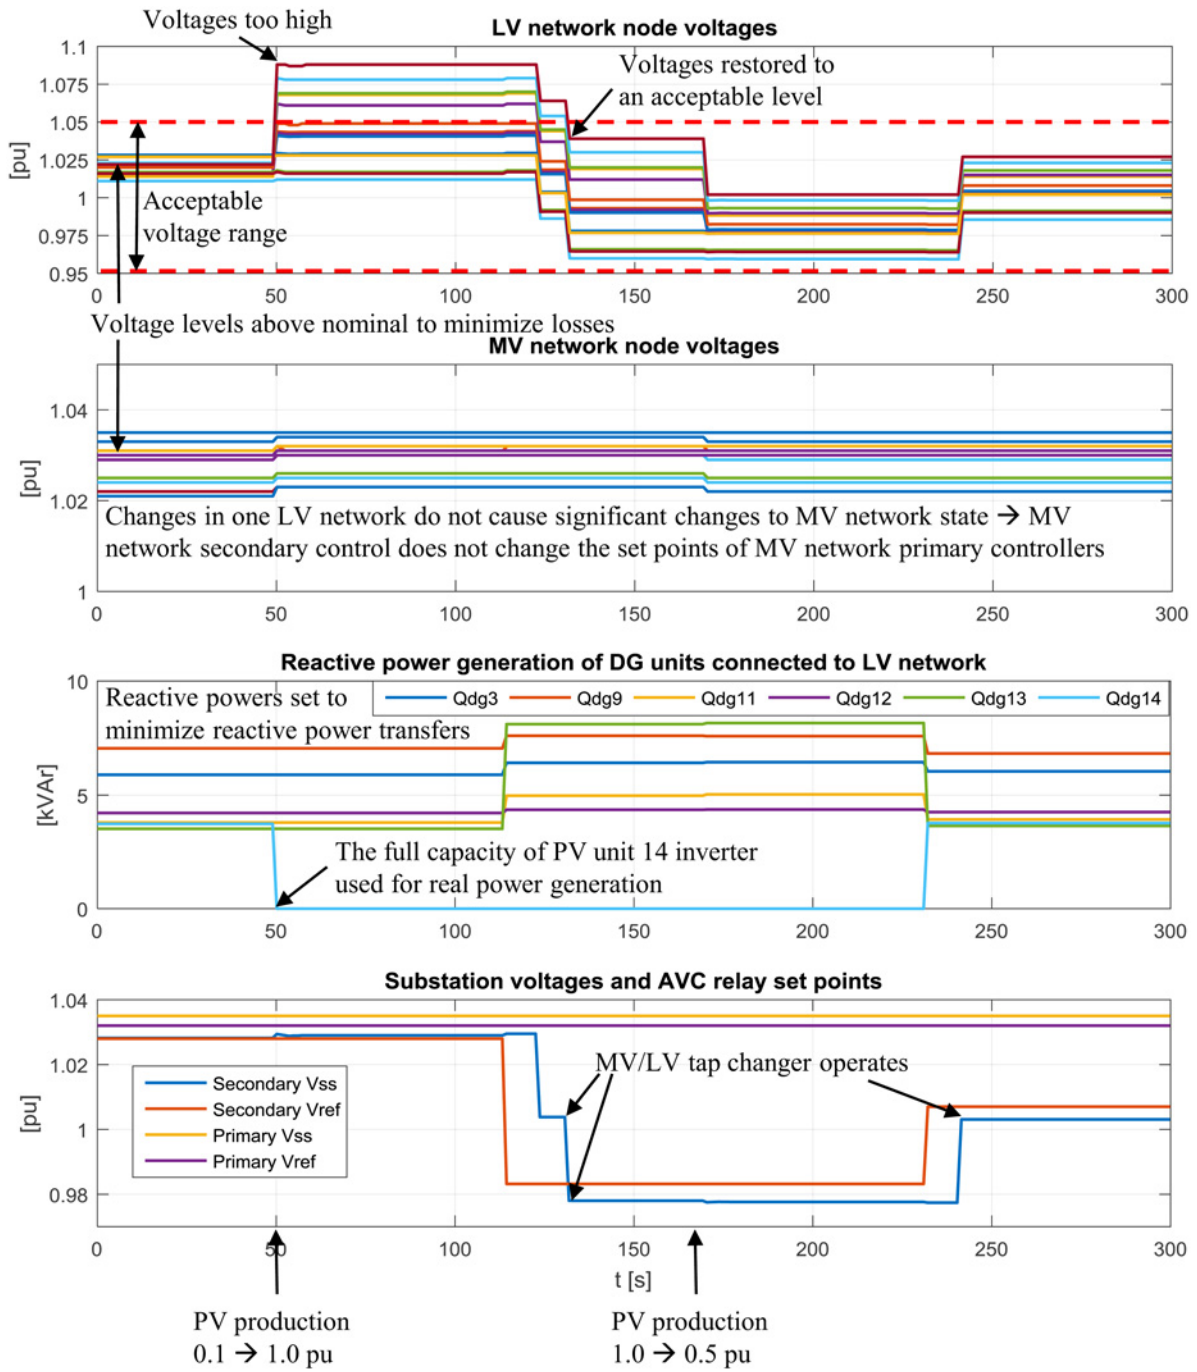 Voltages too high
LV network node voltages
1.1
1.075
1.05
1.025
1
0.975
0.95
[pu]
Voltages restored to
an acceptable level
Acceptable
voltage range
0 50 100 150 200 250 300
Voltage levels above nominal to minimize losses
MV network node voltages
1.04
1.02
1
[pu]
Changes in one LV network do not cause significant changes to MV network state → MV
network secondary control does not change the set points of MV network primary controllers
0 50 100 150 200 250 300
Reactive power generation of DG units connected to LV network
10
5
0
[kVAr]
Reactive powers set to
minimize reactive power transfers
Qdg3 Qdg9 Qdg11 Qdg12 Qdg13 Qdg14
The full capacity of PV unit 14 inverter
used for real power generation
0 50 100 150 200 250 300
Substation voltages and AVC relay set points
1.04
1.02
1
0.98
[pu]
MV/LV tap changer operates
Secondary Vss
Secondary Vref
Primary Vss
Primary Vref
0 50 100 150 200 250 300
t [s]
PV production
0.1 → 1.0 pu
PV production
1.0 → 0.5 pu